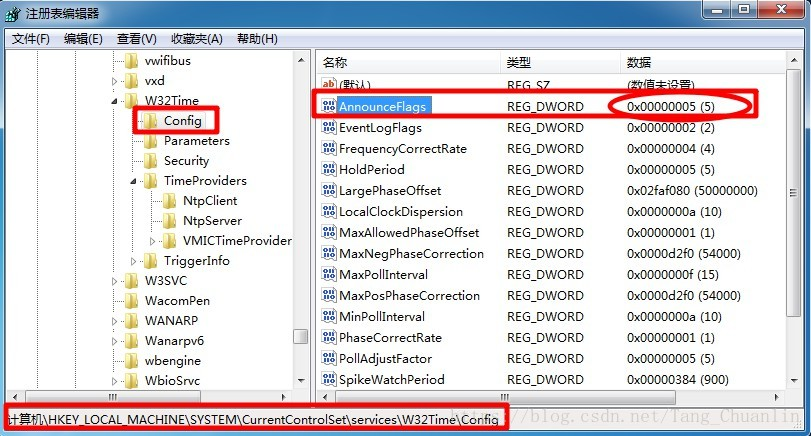 注册表编辑器
文件(F) 编辑(E) 查看(V) 收藏夹(A) 帮助(H)
vwifibus
vxd
W32Time
Config
Parameters
Security
TimeProviders
NtpClient
NtpServer
VMICTimeProvider
TriggerInfo
W3SVC
WacomPen
WANARP
Wanarpv6
wbengine
WbioSrvc
名称 类型 数据
(默认) REG_SZ (数值未设置)
AnnounceFlags REG_DWORD 0x00000005 (5)
EventLogFlags REG_DWORD 0x00000002 (2)
FrequencyCorrectRate REG_DWORD 0x00000004 (4)
HoldPeriod REG_DWORD 0x00000005 (5)
LargePhaseOffset REG_DWORD 0x02faf080 (50000000)
LocalClockDispersion REG_DWORD 0x0000000a (10)
MaxAllowedPhaseOffset REG_DWORD 0x00000001 (1)
MaxNegPhaseCorrection REG_DWORD 0x0000d2f0 (54000)
MaxPollInterval REG_DWORD 0x0000000f (15)
MaxPosPhaseCorrection REG_DWORD 0x0000d2f0 (54000)
MinPollInterval REG_DWORD 0x0000000a (10)
PhaseCorrectRate REG_DWORD 0x00000001 (1)
PollAdjustFactor REG_DWORD 0x00000005 (5)
SpikeWatchPeriod REG_DWORD 0x00000384 (900)
计算机\HKEY_LOCAL_MACHINE\SYSTEM\CurrentControlSet\services\W32Time\Config
https://blog.csdn.net/Tang_Chuanlin